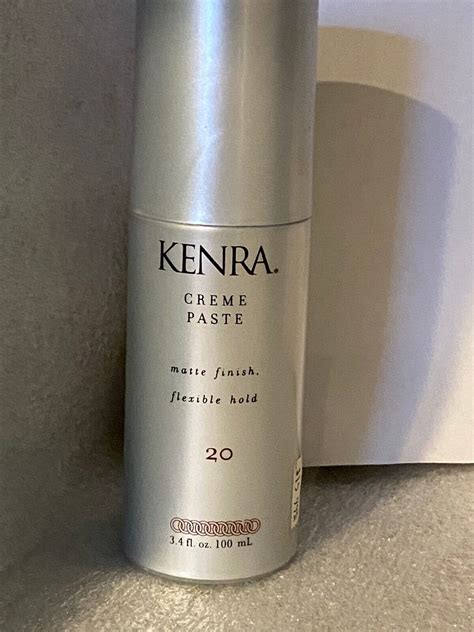 KENRA®
CREME
PASTE
matte finish.
flexible hold
20
3.4 fl. oz. 100 mL